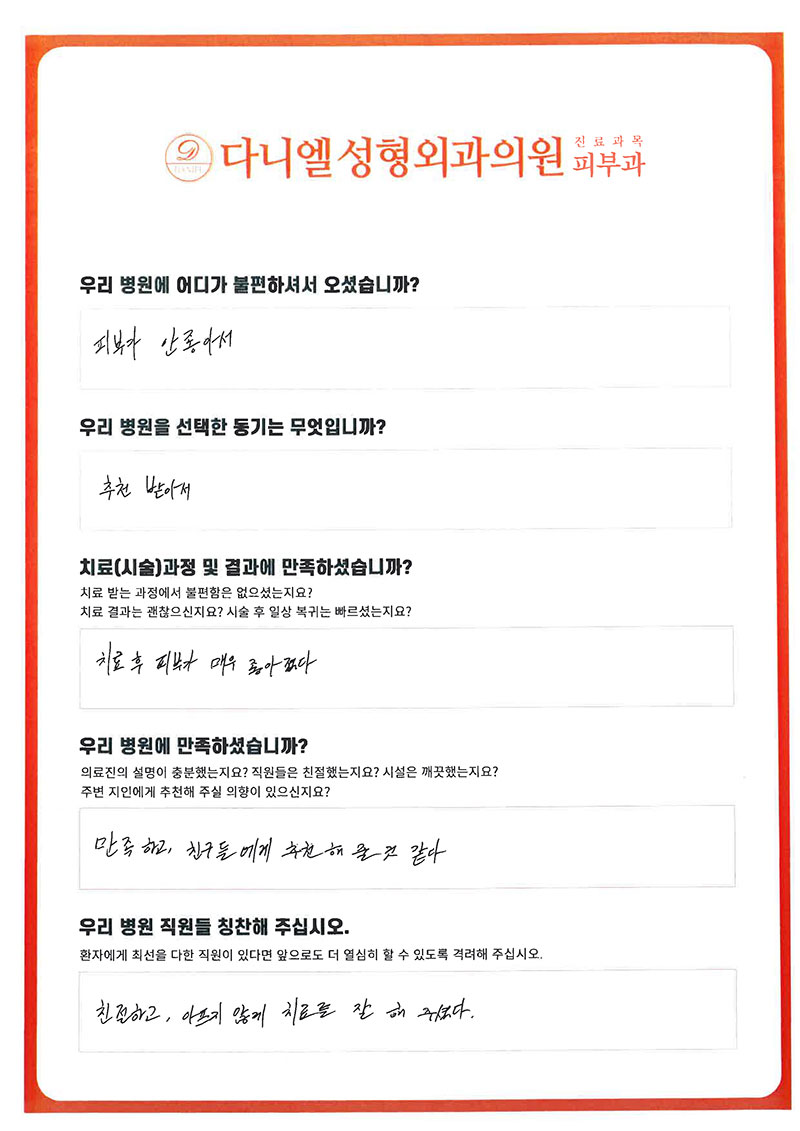 다니엘성형외과의원 진료과목 피부과
우리 병원에 어디가 불편하셔서 오셨습니까?
피부가 안좋아서
우리 병원을 선택한 동기는 무엇입니까?
추천 받아서
치료(시술)과정 및 결과에 만족하셨습니까?
치료 받는 과정에서 불편함은 없으셨는지요?
치료 결과는 괜찮으신지요? 시술 후 일상 복귀는 빠르셨는지요?
치료 후 피부가 매우 좋아졌다
우리 병원에 만족하셨습니까?
의료진의 설명이 충분했는지요? 직원들은 친절했는지요? 시설은 깨끗했는지요?
주변 지인에게 추천해 주실 의향이 있으신지요?
만족하고, 친구들에게 추천해 줄 것 같다
우리 병원 직원들 칭찬해 주십시오.
환자에게 최선을 다한 직원이 있다면 앞으로도 더 열심히 할 수 있도록 격려해 주십시오.
친절하고, 아프지 않게 치료를 잘 해 주셨다.